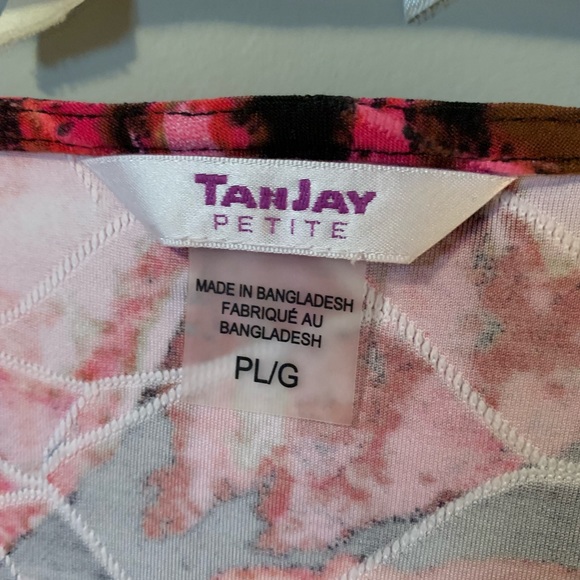 TANJAY
PETITE
MADE IN BANGLADESH
FABRIQUÉ AU
BANGLADESH
PL/G